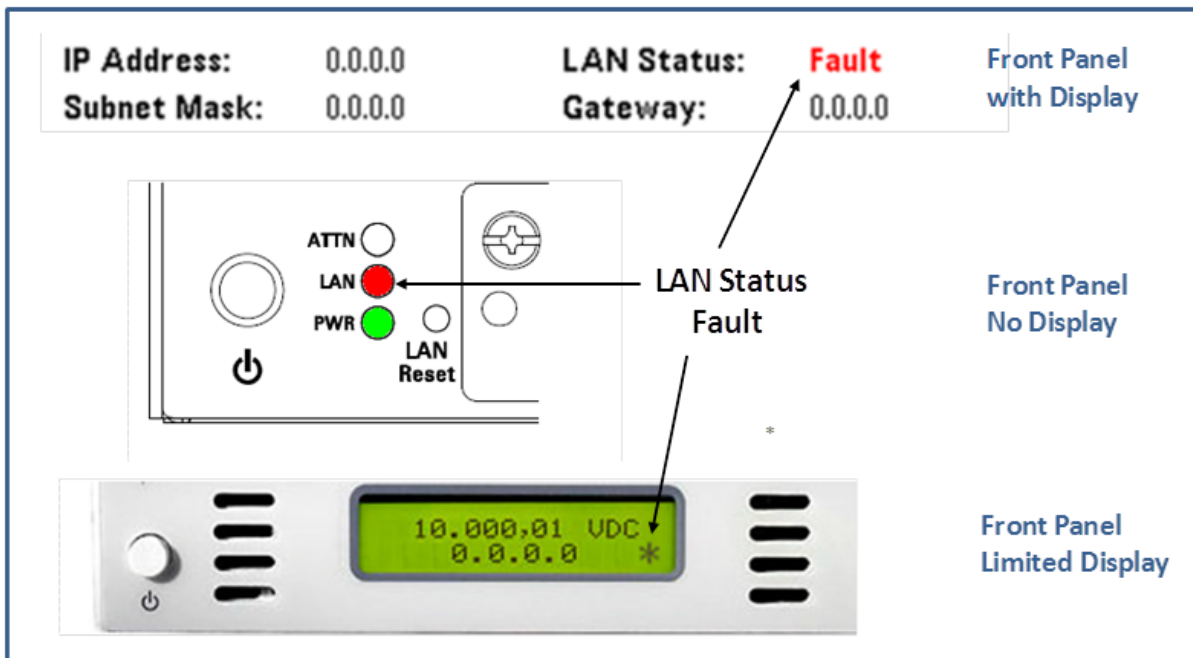 IP Address: 0.0.0.0 LAN Status: Fault
Subnet Mask: 0.0.0.0 Gateway: 0.0.0.0
Front Panel
with Display
ATTN
LAN
PWR
LAN
Reset
LAN Status
Fault
Front Panel
No Display
*
10.000,01 VDC
0.0.0.0 *
Front Panel
Limited Display